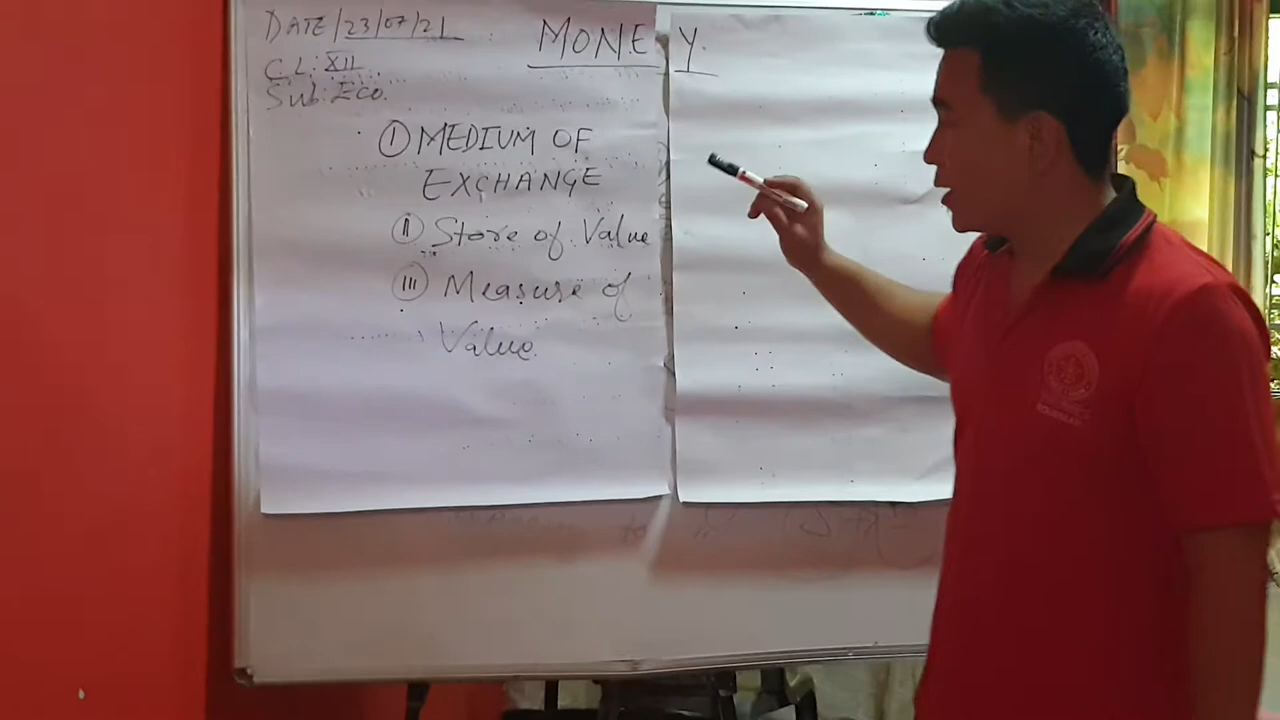 DATE/23/07/21
MONEY.
CL: XII
Sub: Eco.
(I) MEDIUM OF
EXCHANGE
(II) Store of Value
(III) Measure of
Value.